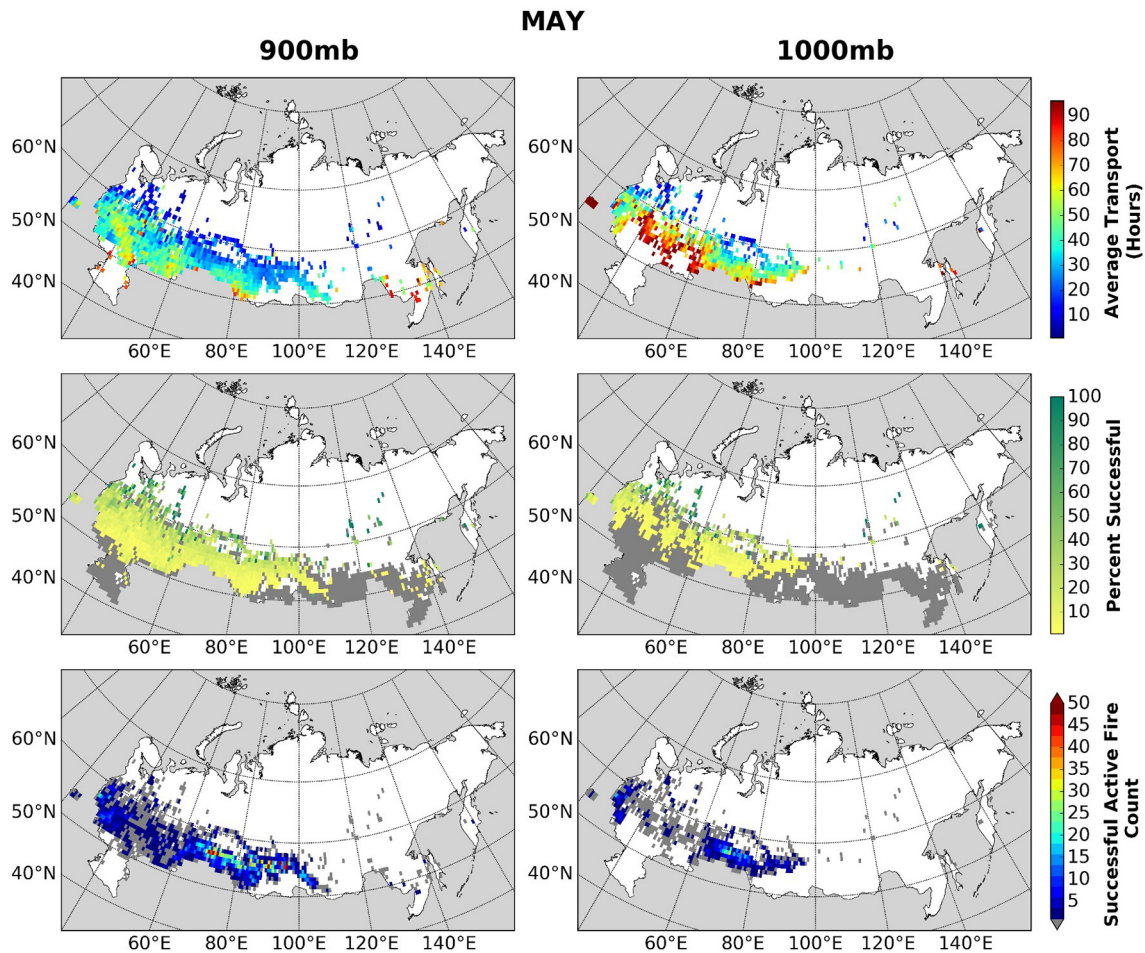 MAY
900mb
1000mb
60°N
50°N
40°N
60°E 80°E 100°E 120°E 140°E
60°N
50°N
40°N
60°E 80°E 100°E 120°E 140°E
90
80
70
60
50
40
30
20
10
Average Transport
(Hours)
60°N
50°N
40°N
60°E 80°E 100°E 120°E 140°E
60°N
50°N
40°N
60°E 80°E 100°E 120°E 140°E
100
90
80
70
60
50
40
30
20
10
Percent Successful
60°N
50°N
40°N
60°E 80°E 100°E 120°E 140°E
60°N
50°N
40°N
60°E 80°E 100°E 120°E 140°E
50
45
40
35
30
25
20
15
10
5
Successful Active Fire
Count